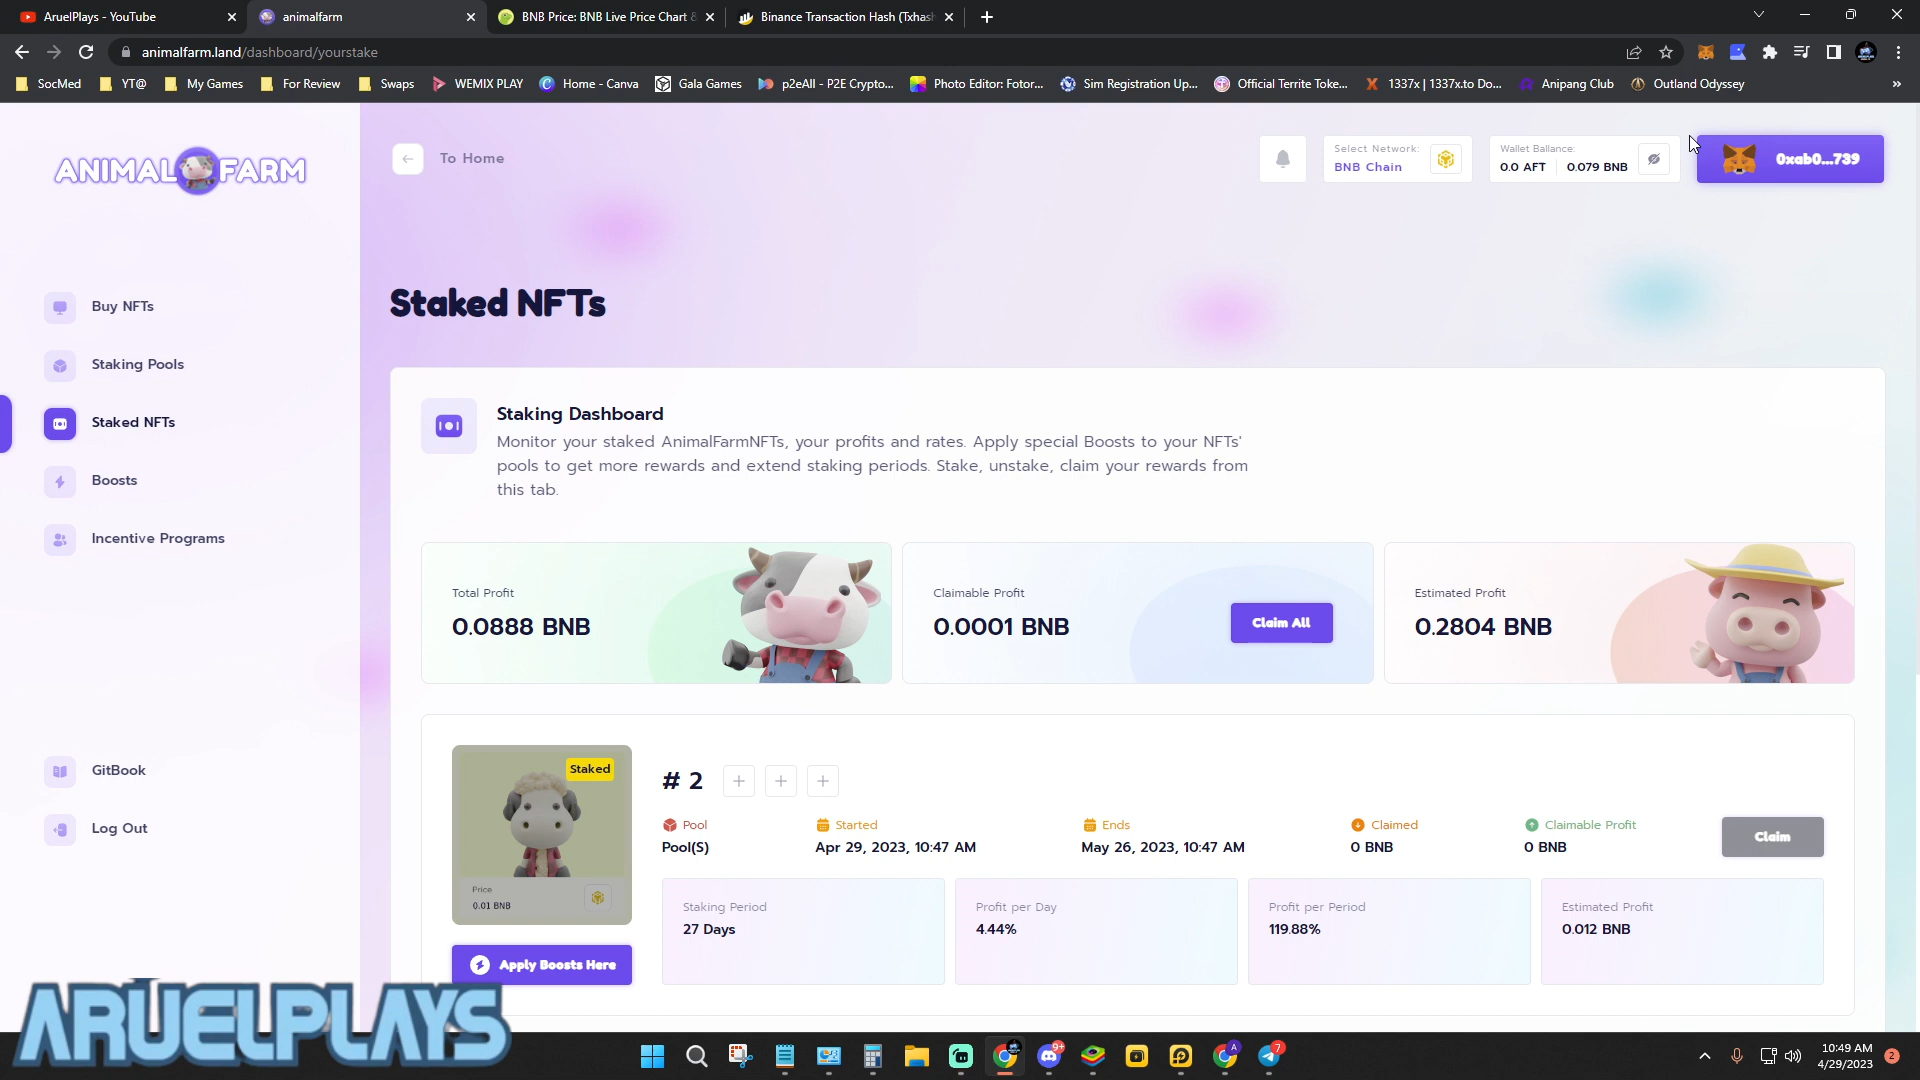 AruelPlays - YouTube
animalfarm
BNB Price: BNB Live Price Chart &
Binance Transaction Hash (Txhash
animalfarm.land/dashboard/yourstake
SocMed
YT@
My Games
For Review
Swaps
WEMIX PLAY
Home - Canva
Gala Games
p2eAll - P2E Crypto...
Photo Editor: Fotor...
Sim Registration Up...
Official Territe Toke...
1337x | 1337x.to Do...
Anipang Club
Outland Odyssey
»
ANIMAL FARM
To Home
Select Network:
BNB Chain
Wallet Ballance:
0.0 AFT
0.079 BNB
0xab0...739
Buy NFTs
Staking Pools
Staked NFTs
Boosts
Incentive Programs
GitBook
Log Out
Staked NFTs
Staking Dashboard
Monitor your staked AnimalFarmNFTs, your profits and rates. Apply special Boosts to your NFTs'
pools to get more rewards and extend staking periods. Stake, unstake, claim your rewards from
this tab.
Total Profit
0.0888 BNB
Claimable Profit
0.0001 BNB
Claim All
Estimated Profit
0.2804 BNB
Staked
Price
0.01 BNB
Apply Boosts Here
# 2
Pool
Pool(S)
Started
Apr 29, 2023, 10:47 AM
Ends
May 26, 2023, 10:47 AM
Claimed
0 BNB
Claimable Profit
0 BNB
Claim
Staking Period
27 Days
Profit per Day
4.44%
Profit per Period
119.88%
Estimated Profit
0.012 BNB
ARUELPLAYS
9+
A
7
10:49 AM
4/29/2023
2